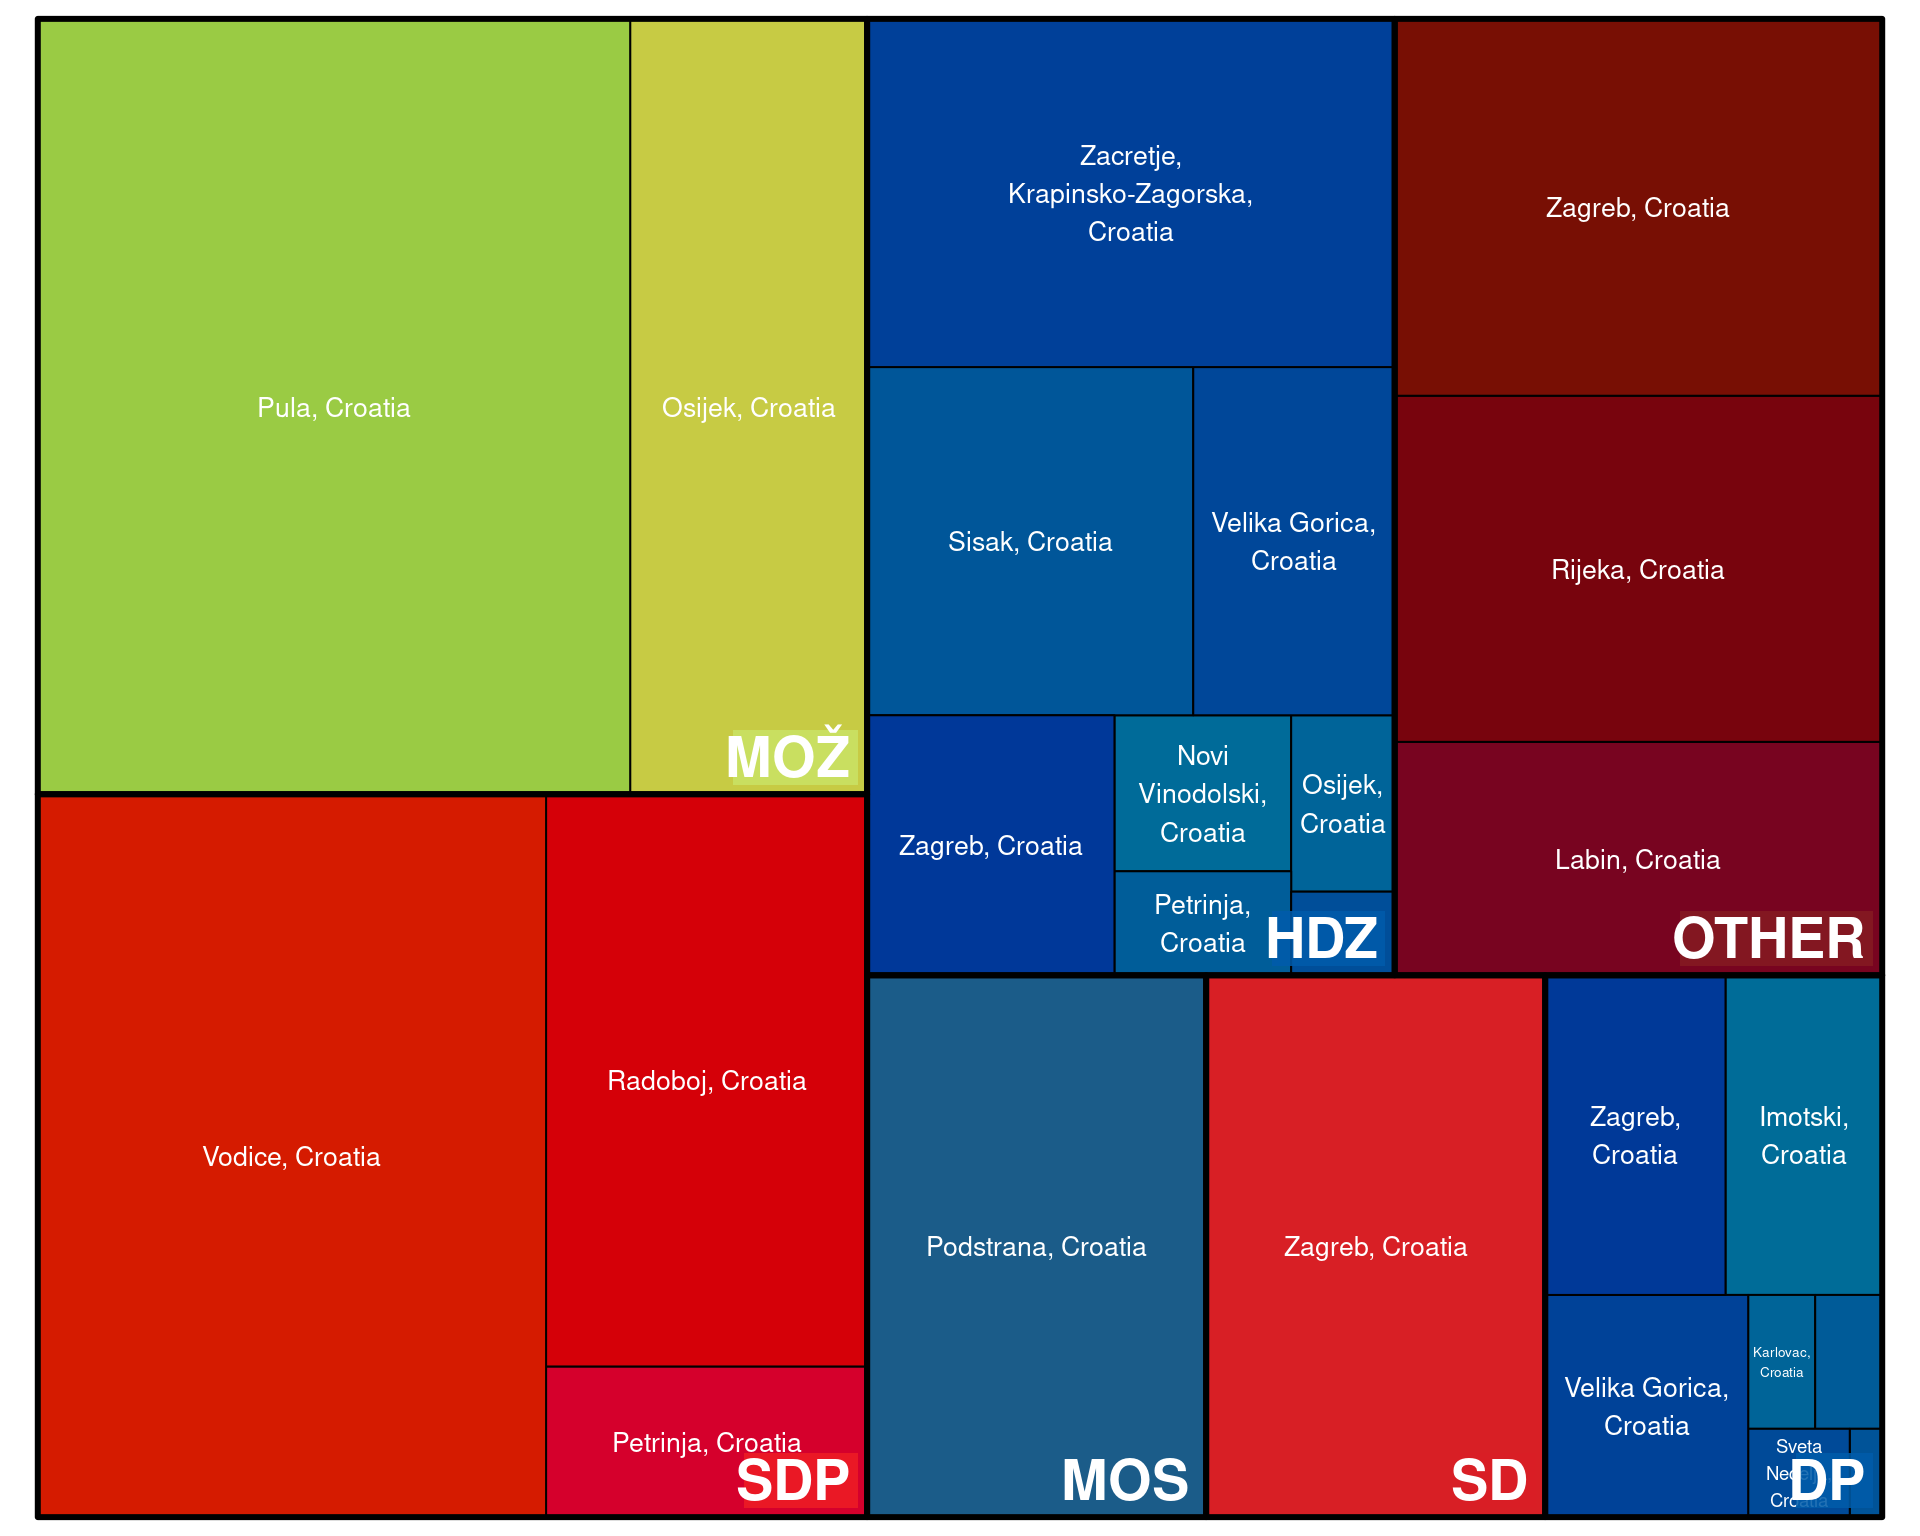 Pula, Croatia
Osijek, Croatia
MOŽ
Vodice, Croatia
Radoboj, Croatia
Petrinja, Croatia
SDP
Zacretje,
Krapinsko-Zagorska,
Croatia
Sisak, Croatia
Velika Gorica,
Croatia
Zagreb, Croatia
Novi
Vinodolski,
Croatia
Osijek,
Croatia
Petrinja,
Croatia
HDZ
Zagreb, Croatia
Rijeka, Croatia
Labin, Croatia
OTHER
Podstrana, Croatia
MOS
Zagreb, Croatia
SD
Zagreb,
Croatia
Imotski,
Croatia
Velika Gorica,
Croatia
Karlovac,
Croatia
Sveta
Croatia
DP